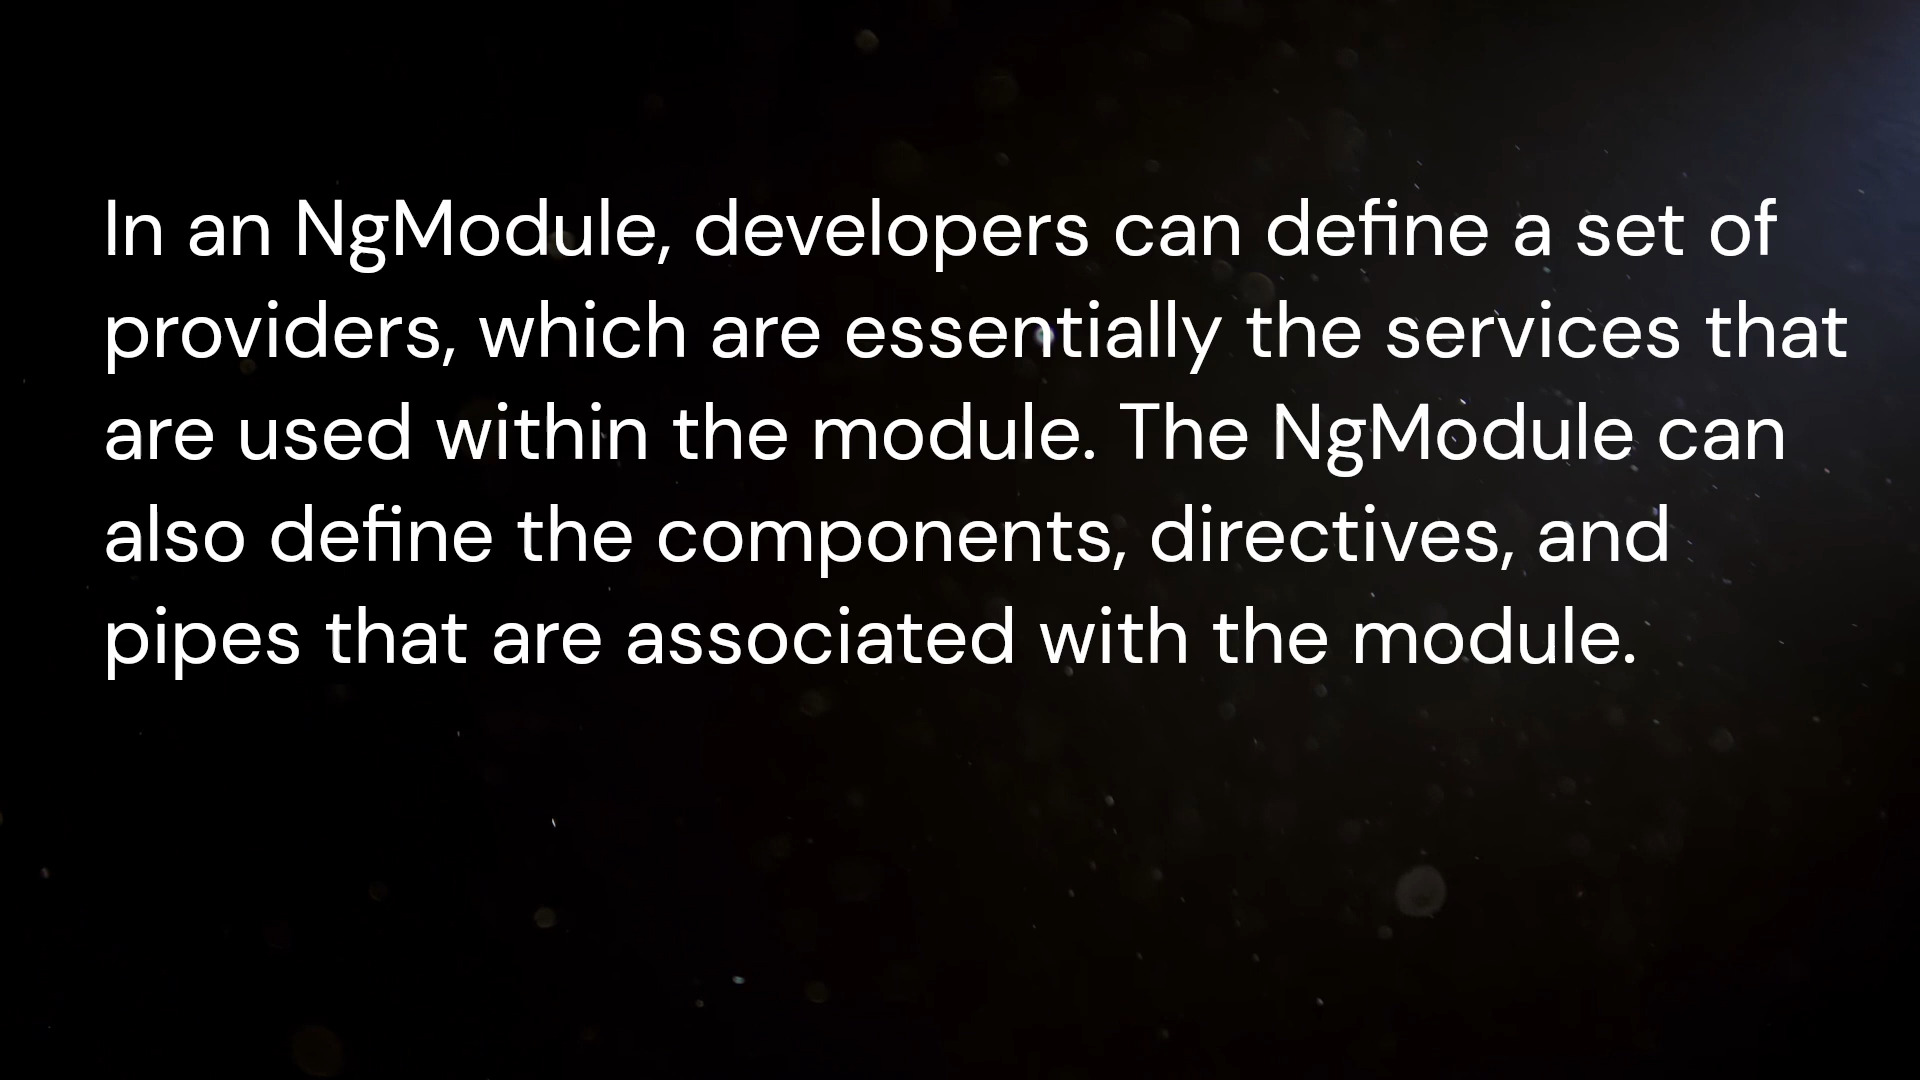 In an NgModule, developers can define a set of
providers, which are essentially the services that
are used within the module. The NgModule can
also define the components, directives, and
pipes that are associated with the module.